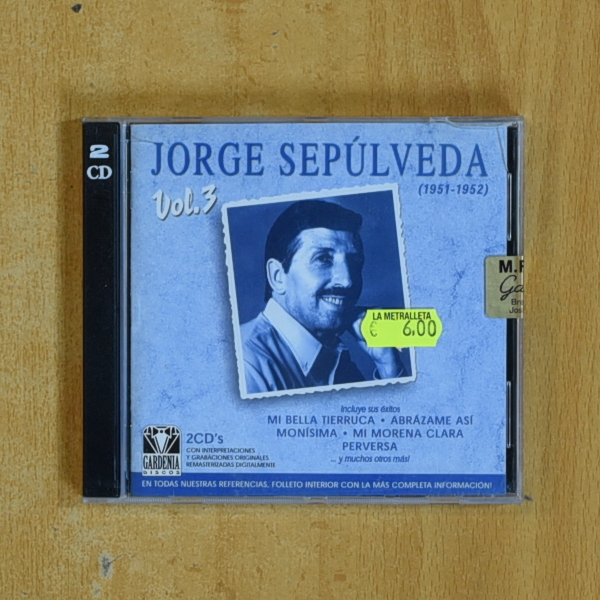 2
CD
JORGE SEPÚLVEDA
(1951-1952)
Vol.3
LA METRALLETA
€ 6.00
Incluye sus éxitos
MI BELLA TIERRUCA • ABRÁZAME ASÍ
MONÍSIMA • MI MORENA CLARA
PERVERSA
... y muchos otros más!
GARDENIA
DISCOS
2CD's
CON INTERPRETACIONES
Y GRABACIONES ORIGINALES
REMASTERIZADAS DIGITALMENTE
EN TODAS NUESTRAS REFERENCIAS, FOLLETO INTERIOR CON LA MÁS COMPLETA INFORMACIÓN!